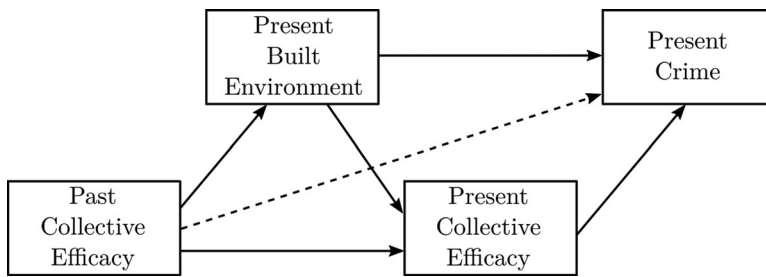 Present
Built
Environment
Present
Crime
Past
Collective
Efficacy
Present
Collective
Efficacy